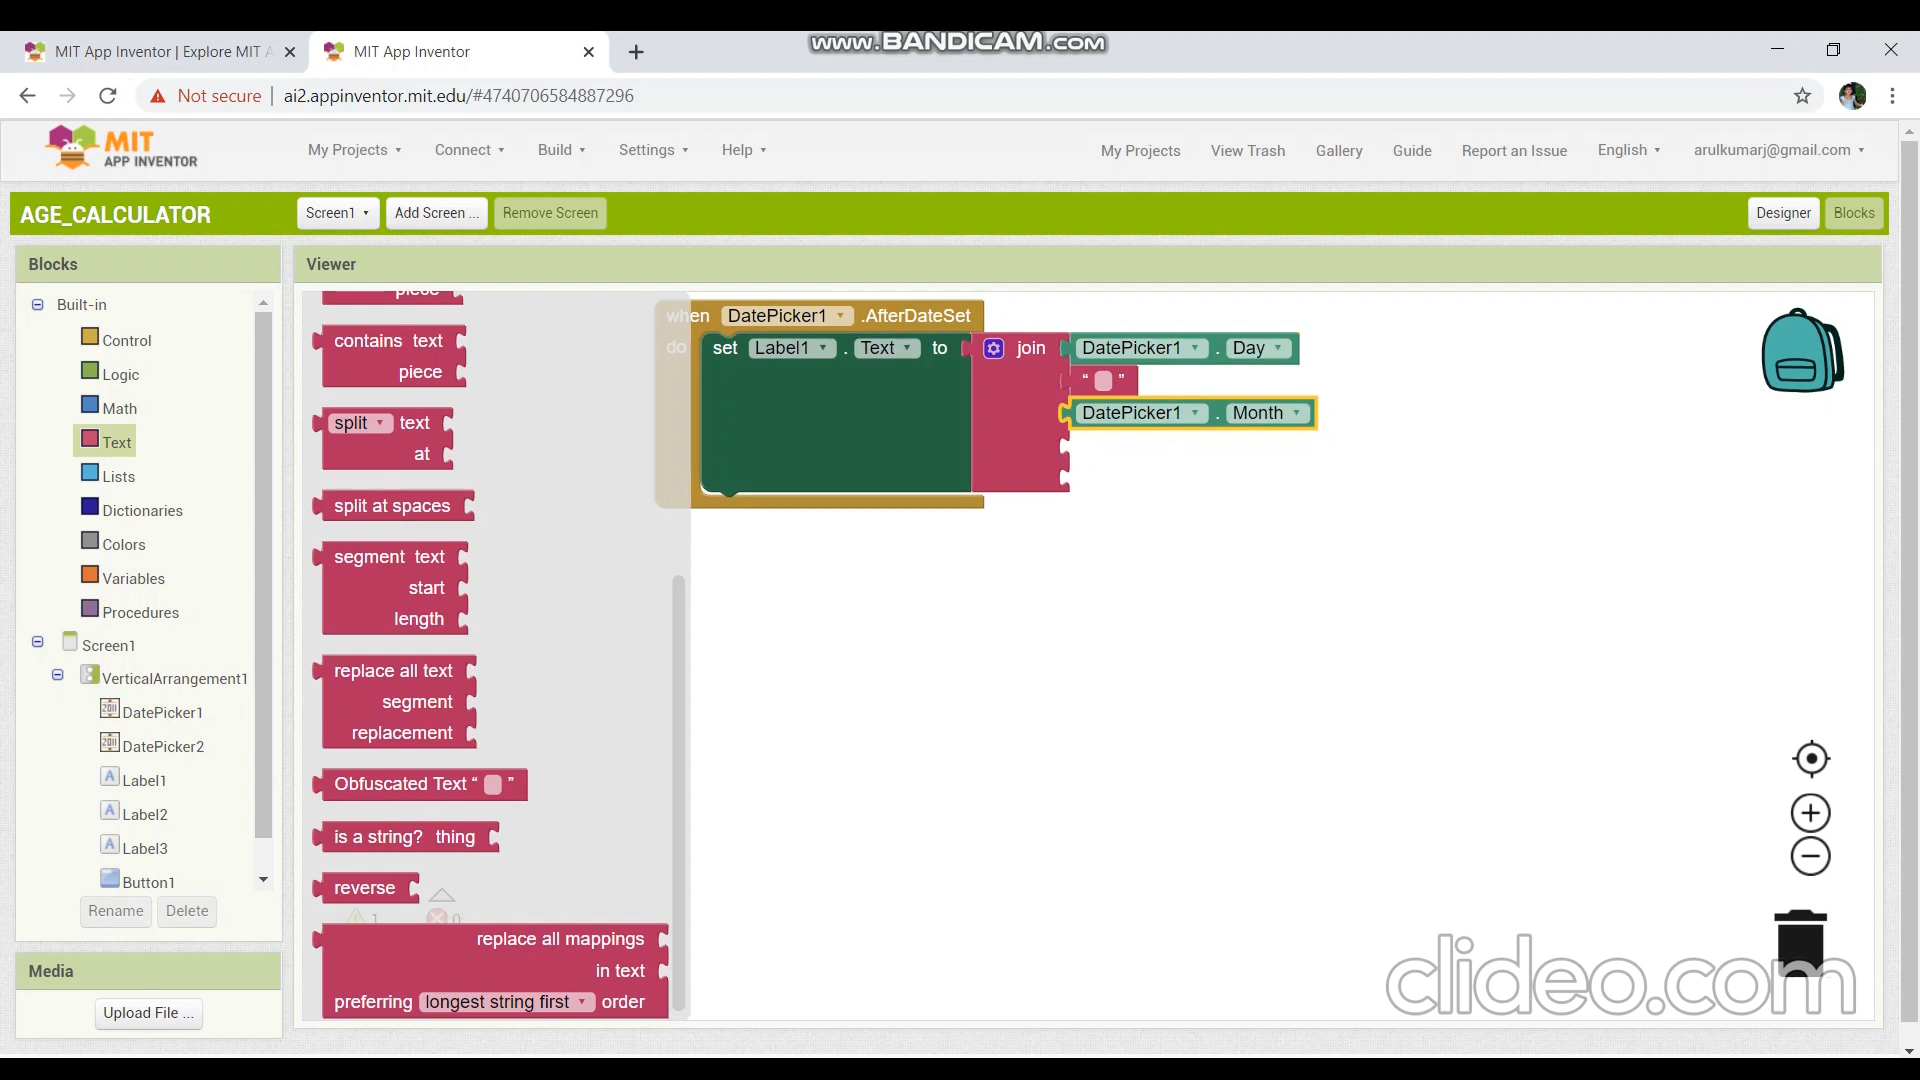 www.BANDICAM.com
MIT App Inventor | Explore MIT A
MIT App Inventor
Not secure
ai2.appinventor.mit.edu/#4740706584887296
MIT
APP INVENTOR
My Projects
Connect
Build
Settings
Help
My Projects
View Trash
Gallery
Guide
Report an Issue
English
arulkumarj@gmail.com
AGE_CALCULATOR
Screen1
Add Screen ...
Remove Screen
Designer
Blocks
Blocks
Built-in
Control
Logic
Math
Text
Lists
Dictionaries
Colors
Variables
Procedures
Screen1
VerticalArrangement1
DatePicker1
DatePicker2
Label1
Label2
Label3
Button1
Rename
Delete
Media
Upload File ...
Viewer
piece
contains text
piece
split text
at
split at spaces
segment text
start
length
replace all text
segment
replacement
Obfuscated Text “ ”
is a string? thing
reverse
1
0
replace all mappings
in text
preferring longest string first order
when DatePicker1 .AfterDateSet
do set Label1 . Text to join DatePicker1 . Day
“ ”
DatePicker1 . Month
clideo.com